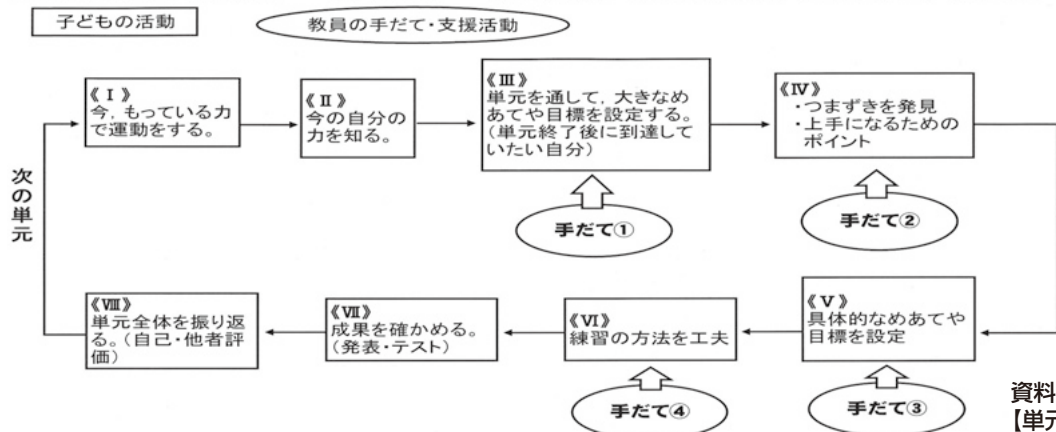 子どもの活動
教員の手だて・支援活動
《Ⅰ》
今，もっている力
で運動をする。
《Ⅱ》
今の自分の
力を知る。
《Ⅲ》
単元を通して，大きなめ
あてや目標を設定する。
（単元終了後に到達して
いたい自分）
《Ⅳ》
・つまずきを発見
・上手になるための
ポイント
手だて①
手だて②
次の単元
《Ⅴ》
具体的なめあてや
目標を設定
《Ⅵ》
練習の方法を工夫
《Ⅶ》
成果を確かめる。
（発表・テスト）
《Ⅷ》
単元全体を振り返
る。（自己・他者評
価）
手だて③
手だて④
資料
【単元